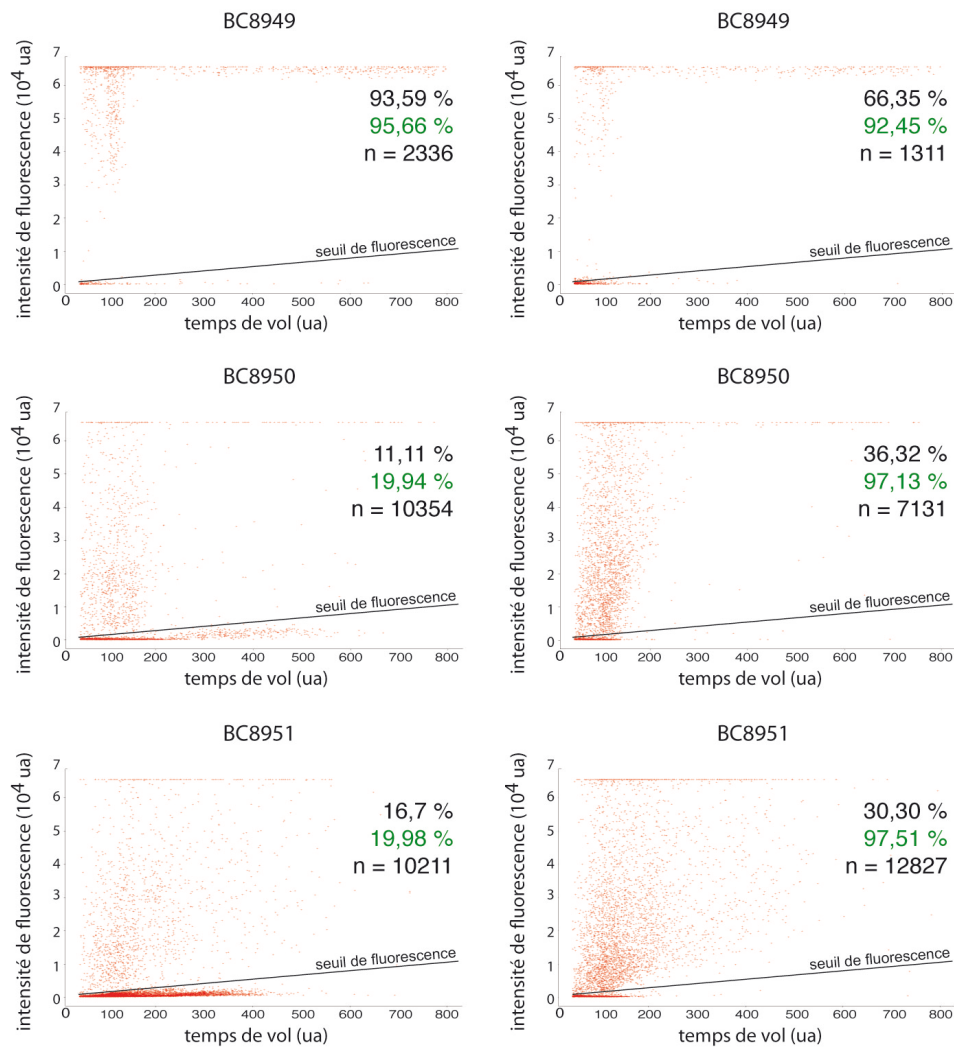 BC8949
intensité de fluorescence (10⁴ ua)
7
6
5
4
3
2
1
0
93,59 %
95,66 %
n = 2336
seuil de fluorescence
0 100 200 300 400 500 600 700 800
temps de vol (ua)
BC8949
intensité de fluorescence (10⁴ ua)
7
6
5
4
3
2
1
0
66,35 %
92,45 %
n = 1311
seuil de fluorescence
0 100 200 300 400 500 600 700 800
temps de vol (ua)
BC8950
intensité de fluorescence (10⁴ ua)
7
6
5
4
3
2
1
0
11,11 %
19,94 %
n = 10354
seuil de fluorescence
0 100 200 300 400 500 600 700 800
temps de vol (ua)
BC8950
intensité de fluorescence (10⁴ ua)
7
6
5
4
3
2
1
0
36,32 %
97,13 %
n = 7131
seuil de fluorescence
0 100 200 300 400 500 600 700 800
temps de vol (ua)
BC8951
intensité de fluorescence (10⁴ ua)
7
6
5
4
3
2
1
0
16,7 %
19,98 %
n = 10211
seuil de fluorescence
0 100 200 300 400 500 600 700 800
temps de vol (ua)
BC8951
intensité de fluorescence (10⁴ ua)
7
6
5
4
3
2
1
0
30,30 %
97,51 %
n = 12827
seuil de fluorescence
0 100 200 300 400 500 600 700 800
temps de vol (ua)